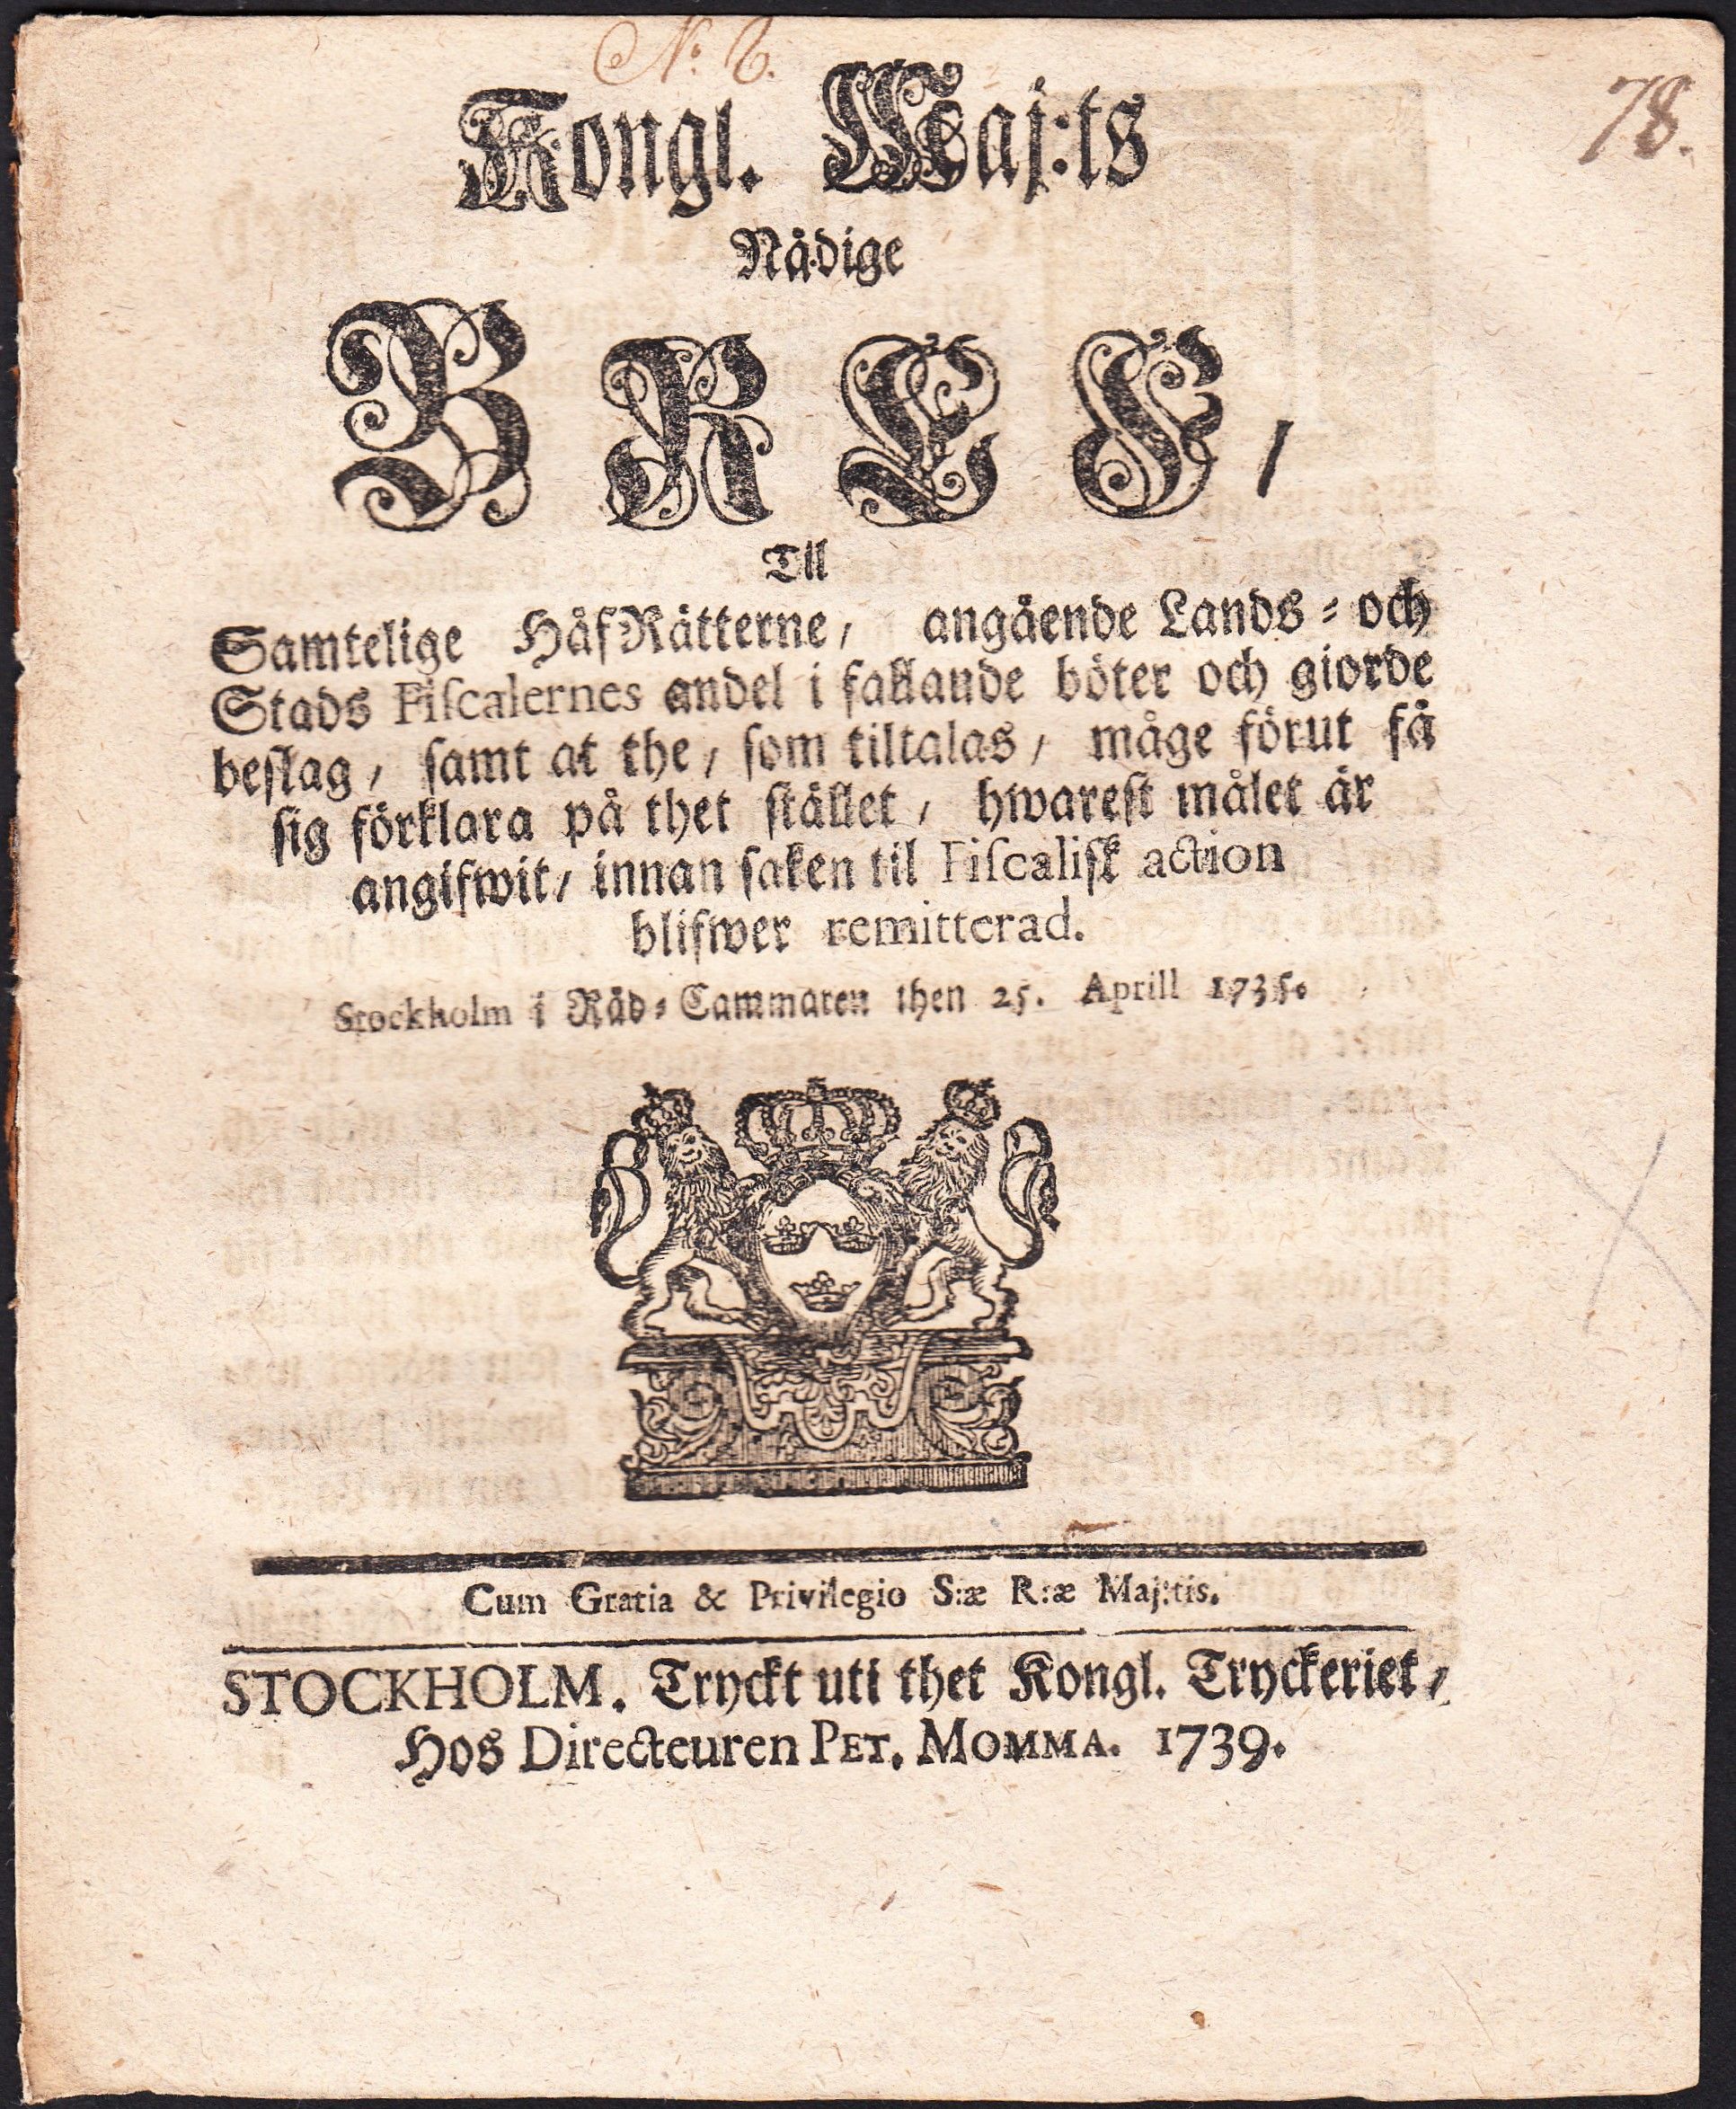 N:o 6.
78.
Kongl. Maj:ts
Nådige
BREF,
Til
Samtelige HåfRätterne, angående Lands- och
Stads Fiscalernes andel i fallande böter och giorde
beslag, samt at the, som tiltalas, måge förut få
sig förklara på thet stället, hwarest målet är
angifwit, innan saken til Fiscalisk action
blifwer remitterad.
Stockholm i Råd-Cammaren then 25. Aprill 1735.
Cum Gratia & Privilegio S:æ R:æ Maj:tis.
STOCKHOLM. Tryckt uti thet Kongl. Tryckeriet,
Hos Directeuren PET. MOMMA. 1739.